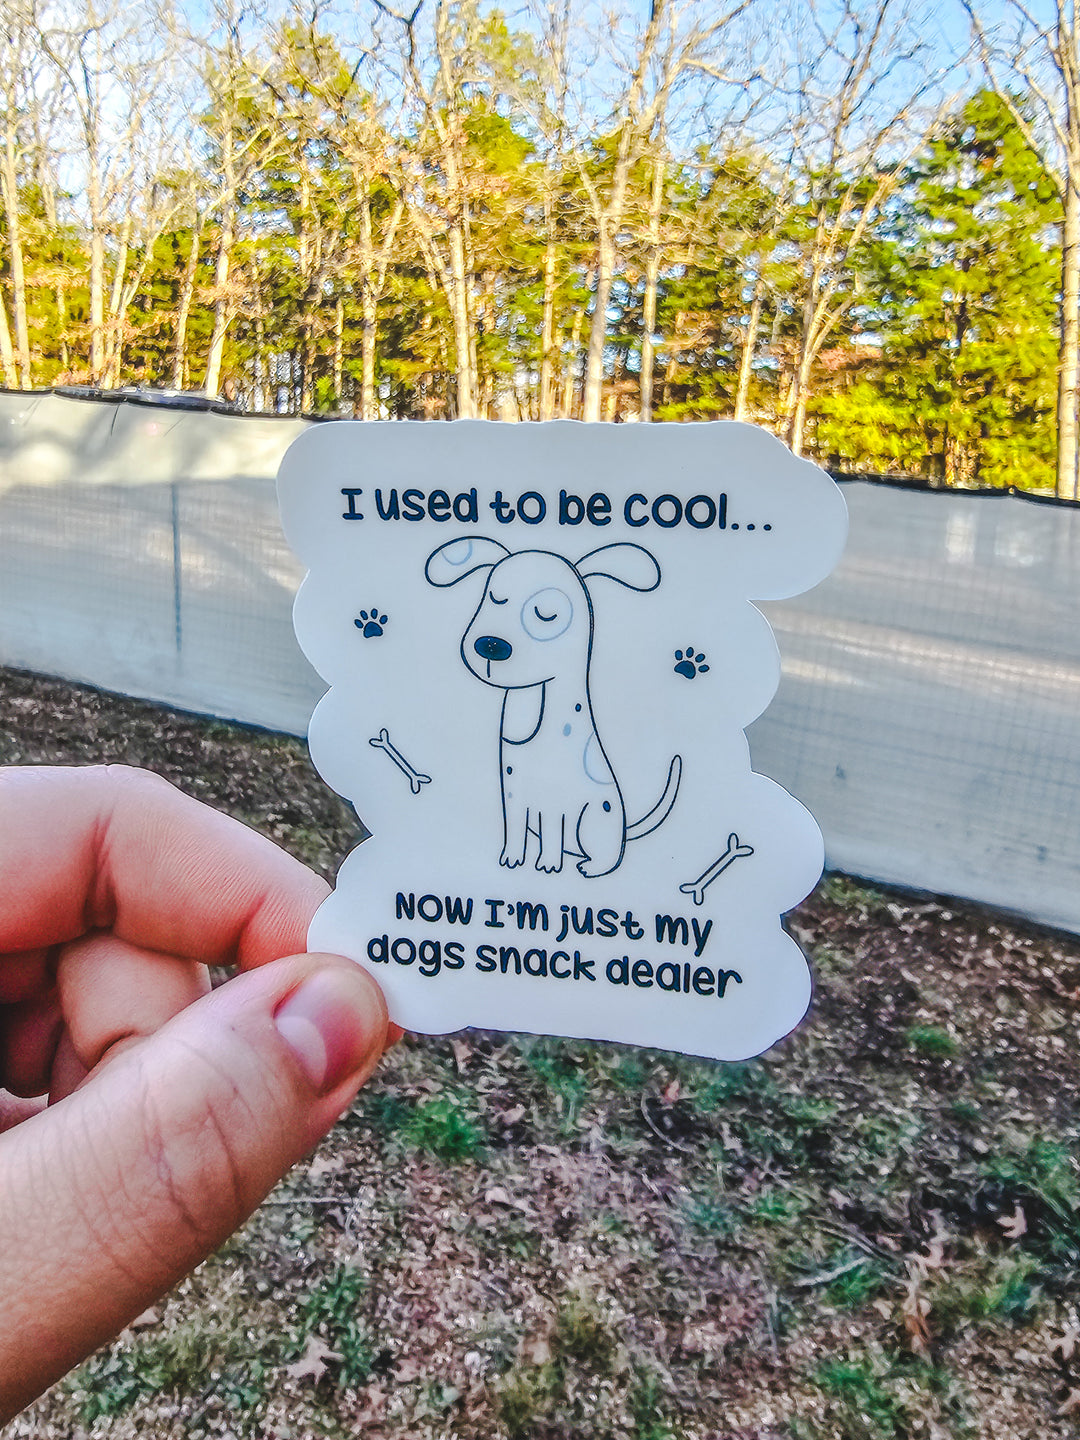 I used to be cool...
NOW I'm just my
dogs snack dealer